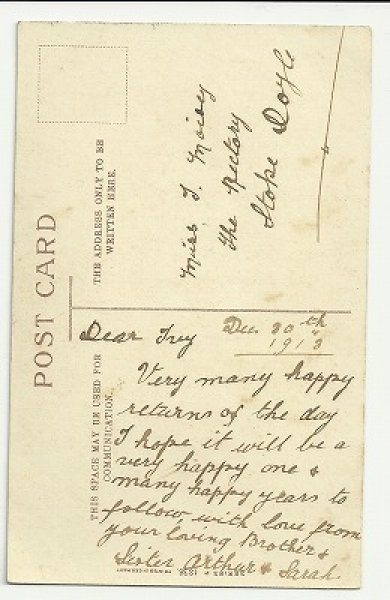 POST CARD
THE ADDRESS ONLY TO BE
WRITTEN HERE.
Miss, I. Moisey
The Rectory
Stoke Doyle
THIS SPACE MAY BE USED FOR
COMMUNICATION.
Dear Ivy Dec 30th
1913
Very many happy
returns of the day
I hope it will be a
very happy one &
many happy years to
follow with love from
your loving Brother &
Sister Arthur & Sarah